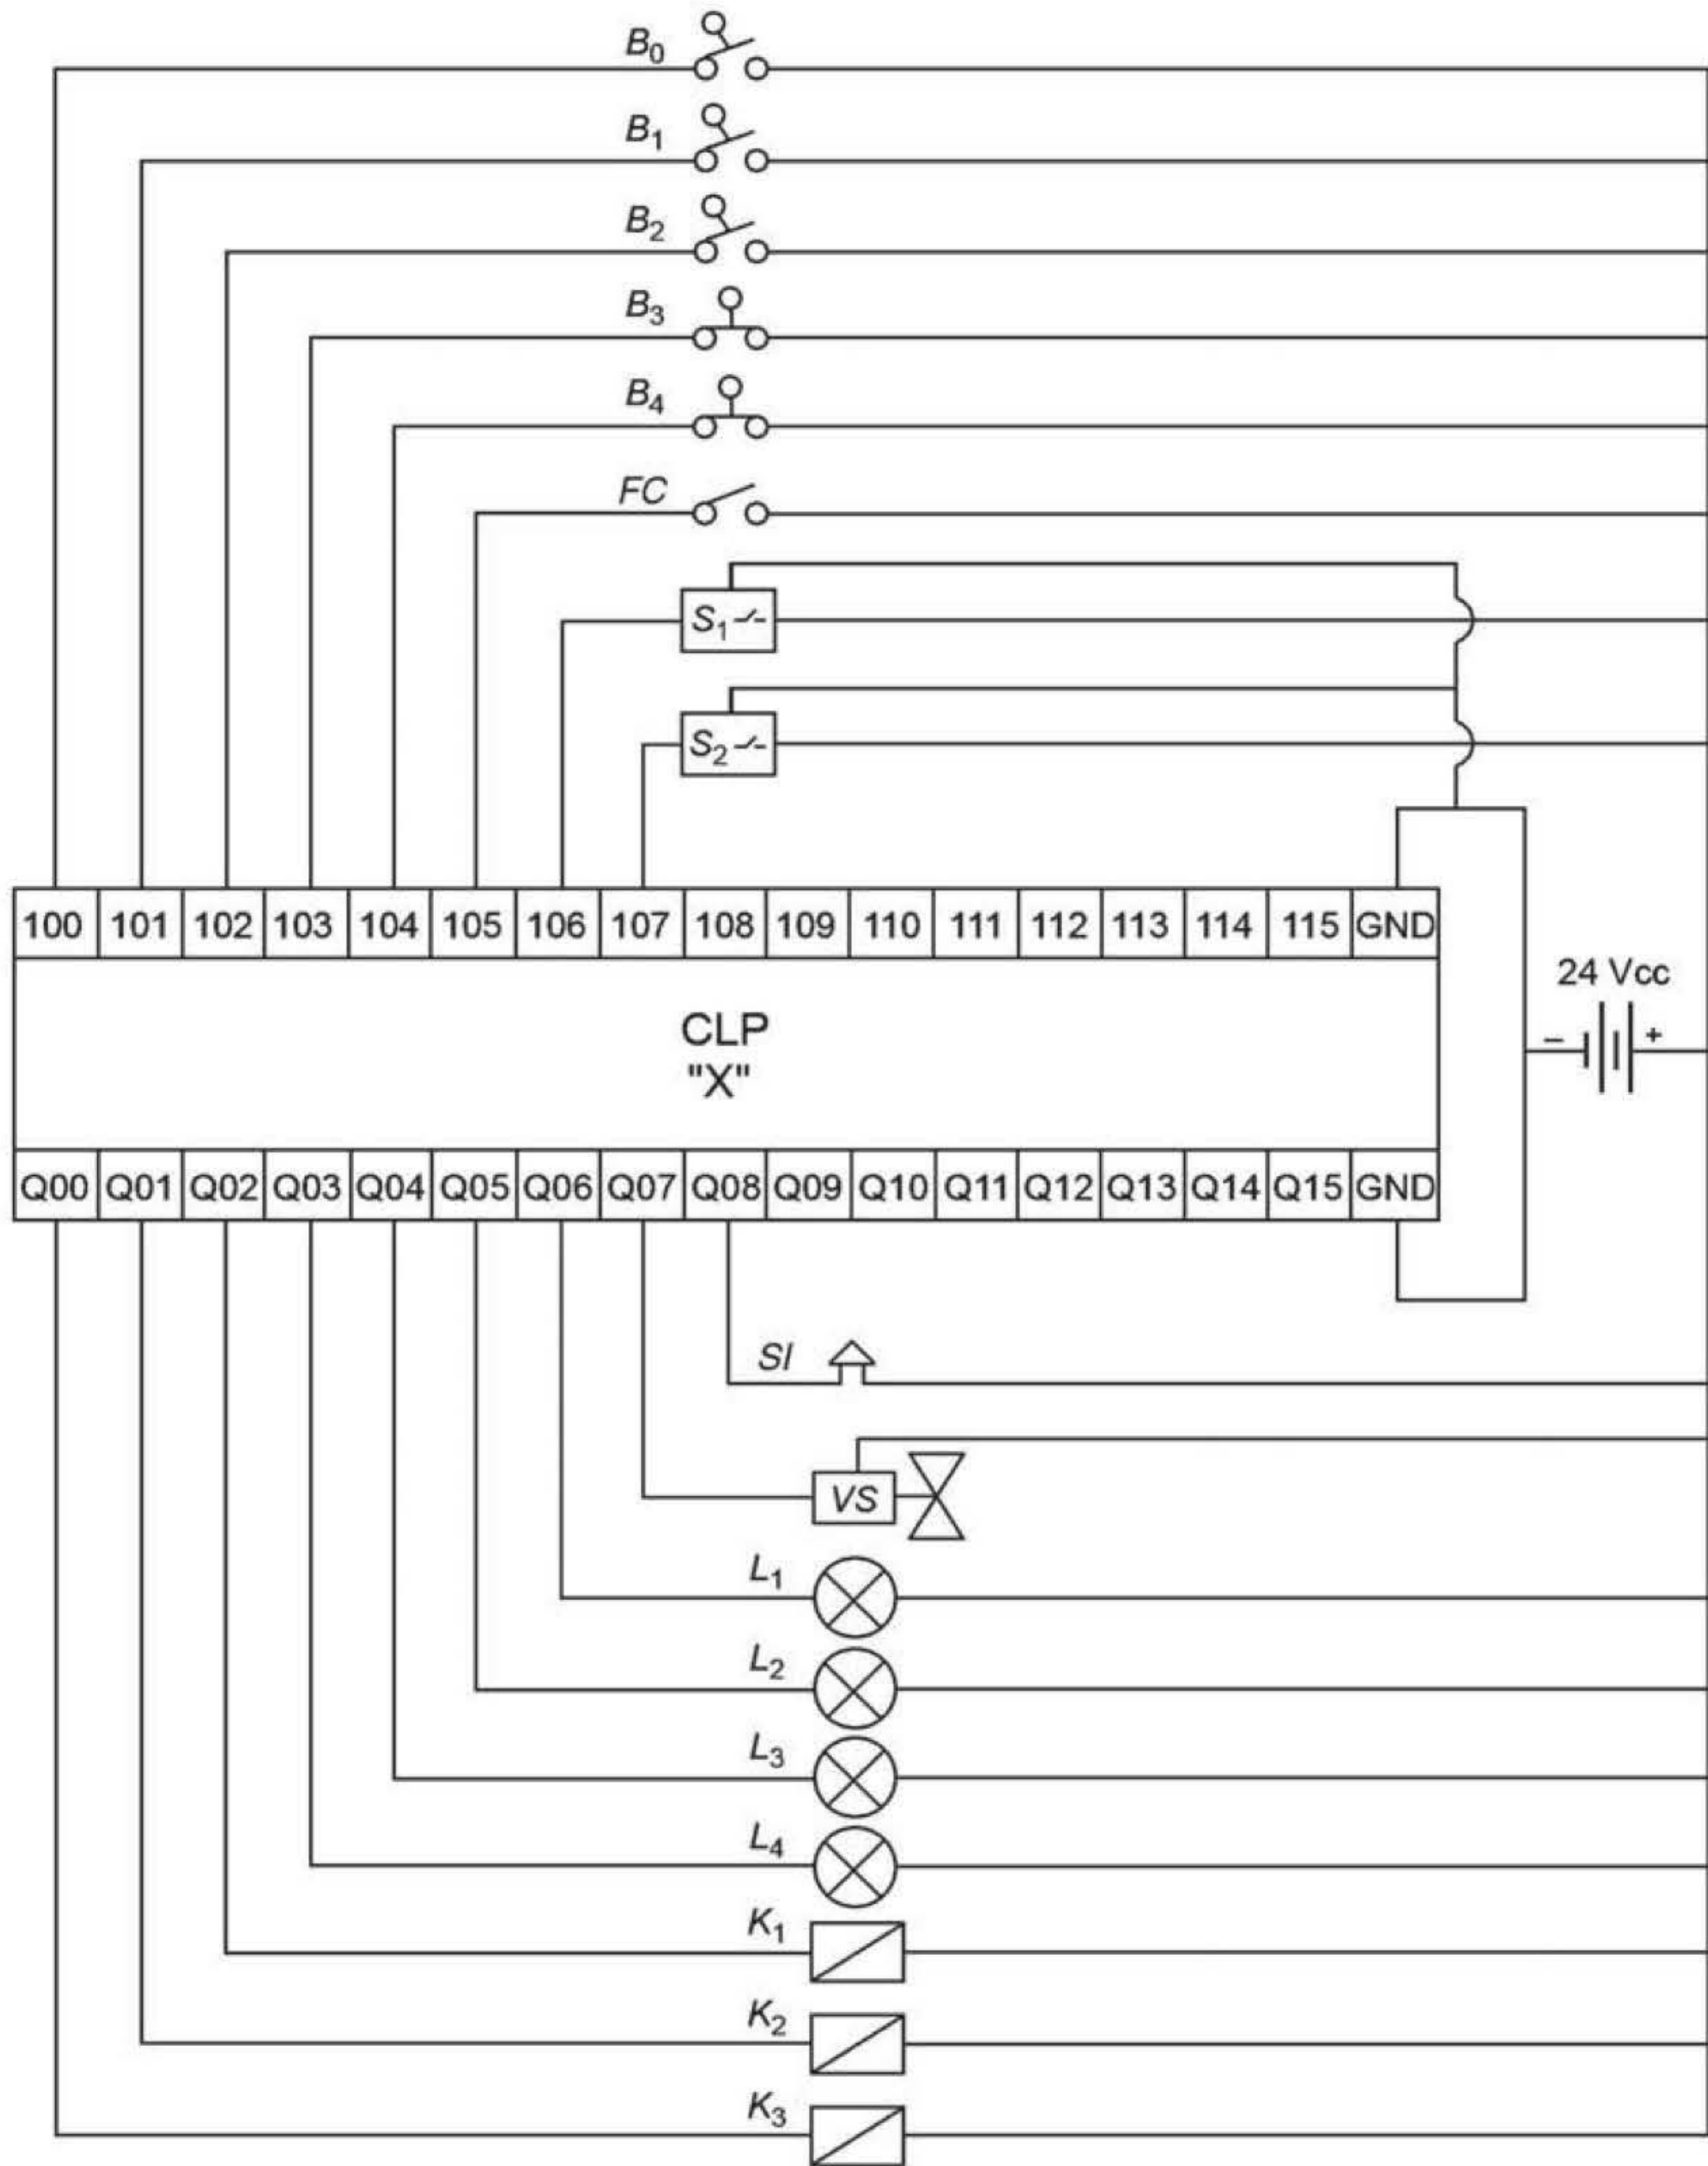 B0
B1
B2
B3
B4
FC
S1
S2
100 101 102 103 104 105 106 107 108 109 110 111 112 113 114 115 GND
24 Vcc
– +
CLP
"X"
Q00 Q01 Q02 Q03 Q04 Q05 Q06 Q07 Q08 Q09 Q10 Q11 Q12 Q13 Q14 Q15 GND
SI
VS
L1
L2
L3
L4
K1
K2
K3